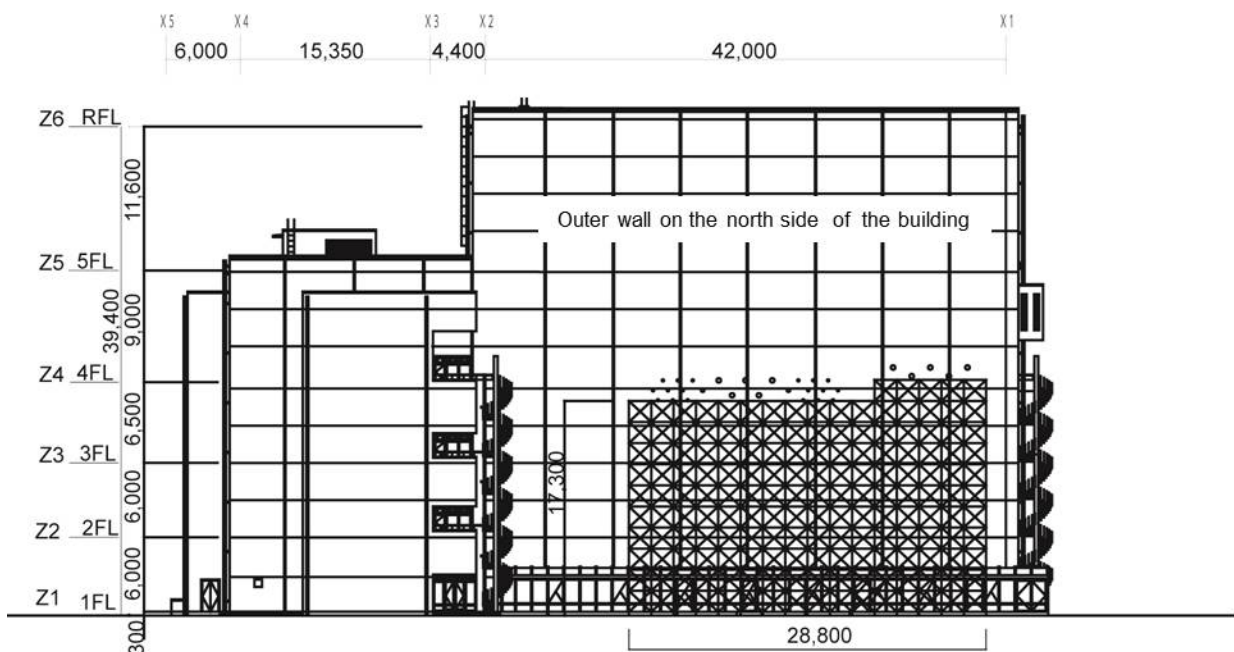 X5 X4 X3 X2 X1
6,000 15,350 4,400 42,000
Z6 RFL
11,600
Outer wall on the north side of the building
Z5 5FL
39,400
9,000
Z4 4FL
6,500
Z3 3FL
17,300
6,000
Z2 2FL
6,000
Z1 1FL
300
28,800